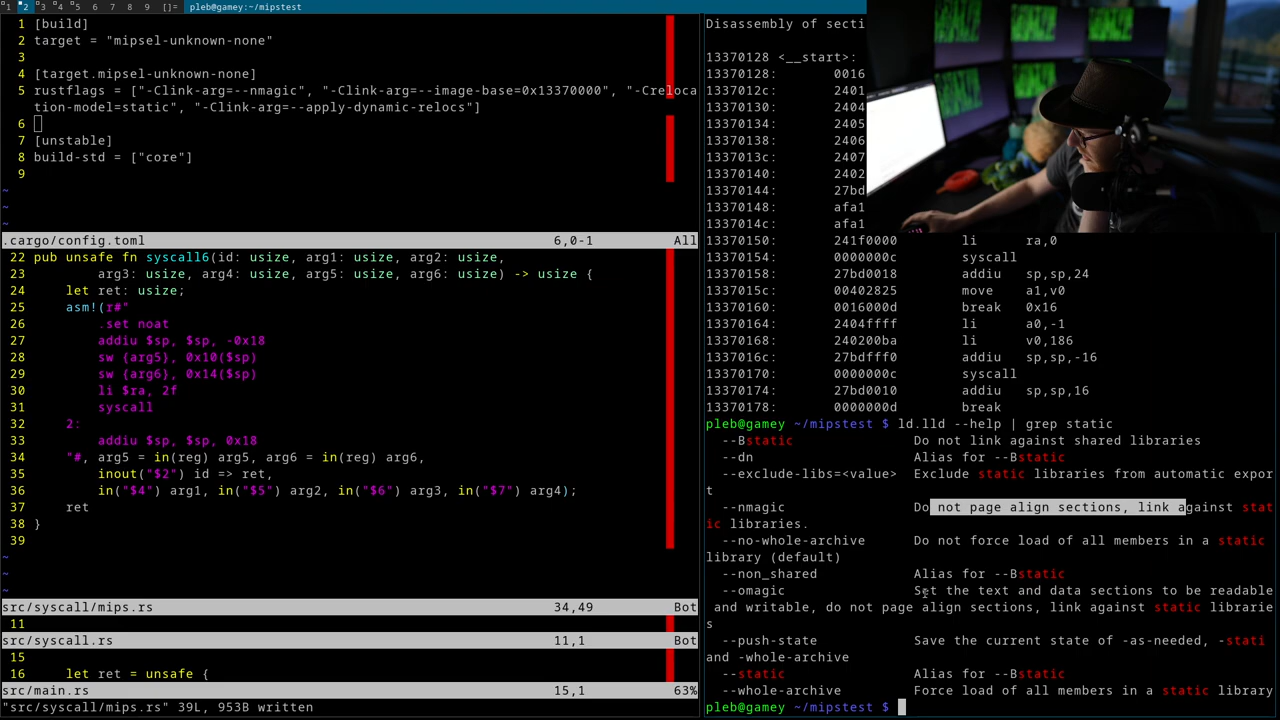 1 2 3 4 5 6 7 8 9 []= pleb@gamey:~/mipstest
1 [build]
2 target = "mipsel-unknown-none"
3
4 [target.mipsel-unknown-none]
5 rustflags = ["-Clink-arg=--nmagic", "-Clink-arg=--image-base=0x13370000", "-Creloca
tion-model=static", "-Clink-arg=--apply-dynamic-relocs"]
6
7 [unstable]
8 build-std = ["core"]
9
~
~
~
.cargo/config.toml 6,0-1 All
22 pub unsafe fn syscall6(id: usize, arg1: usize, arg2: usize,
23 arg3: usize, arg4: usize, arg5: usize, arg6: usize) -> usize {
24 let ret: usize;
25 asm!(r#"
26 .set noat
27 addiu $sp, $sp, -0x18
28 sw {arg5}, 0x10($sp)
29 sw {arg6}, 0x14($sp)
30 li $ra, 2f
31 syscall
32 2:
33 addiu $sp, $sp, 0x18
34 "#, arg5 = in(reg) arg5, arg6 = in(reg) arg6,
35 inout("$2") id => ret,
36 in("$4") arg1, in("$5") arg2, in("$6") arg3, in("$7") arg4);
37 ret
38 }
39
~
~
~
src/syscall/mips.rs 34,49 Bot
11
src/syscall.rs 11,1 Bot
15
16 let ret = unsafe {
src/main.rs 15,1 63%
"src/syscall/mips.rs" 39L, 953B written
Disassembly of secti
13370128 <__start>:
13370128: 0016
1337012c: 2401
13370130: 2404
13370134: 2405
13370138: 2406
1337013c: 2407
13370140: 2402
13370144: 27bd
13370148: afa1
1337014c: afa1
13370150: 241f0000 li ra,0
13370154: 0000000c syscall
13370158: 27bd0018 addiu sp,sp,24
1337015c: 00402825 move a1,v0
13370160: 0016000d break 0x16
13370164: 2404ffff li a0,-1
13370168: 240200ba li v0,186
1337016c: 27bdfff0 addiu sp,sp,-16
13370170: 0000000c syscall
13370174: 27bd0010 addiu sp,sp,16
13370178: 0000000d break
pleb@gamey ~/mipstest $ ld.lld --help | grep static
--Bstatic Do not link against shared libraries
--dn Alias for --Bstatic
--exclude-libs=<value> Exclude static libraries from automatic expor
t
--nmagic Do not page align sections, link against stat
ic libraries.
--no-whole-archive Do not force load of all members in a static
library (default)
--non_shared Alias for --Bstatic
--omagic Set the text and data sections to be readable
and writable, do not page align sections, link against static librarie
s
--push-state Save the current state of -as-needed, -stati
and -whole-archive
--static Alias for --Bstatic
--whole-archive Force load of all members in a static library
pleb@gamey ~/mipstest $